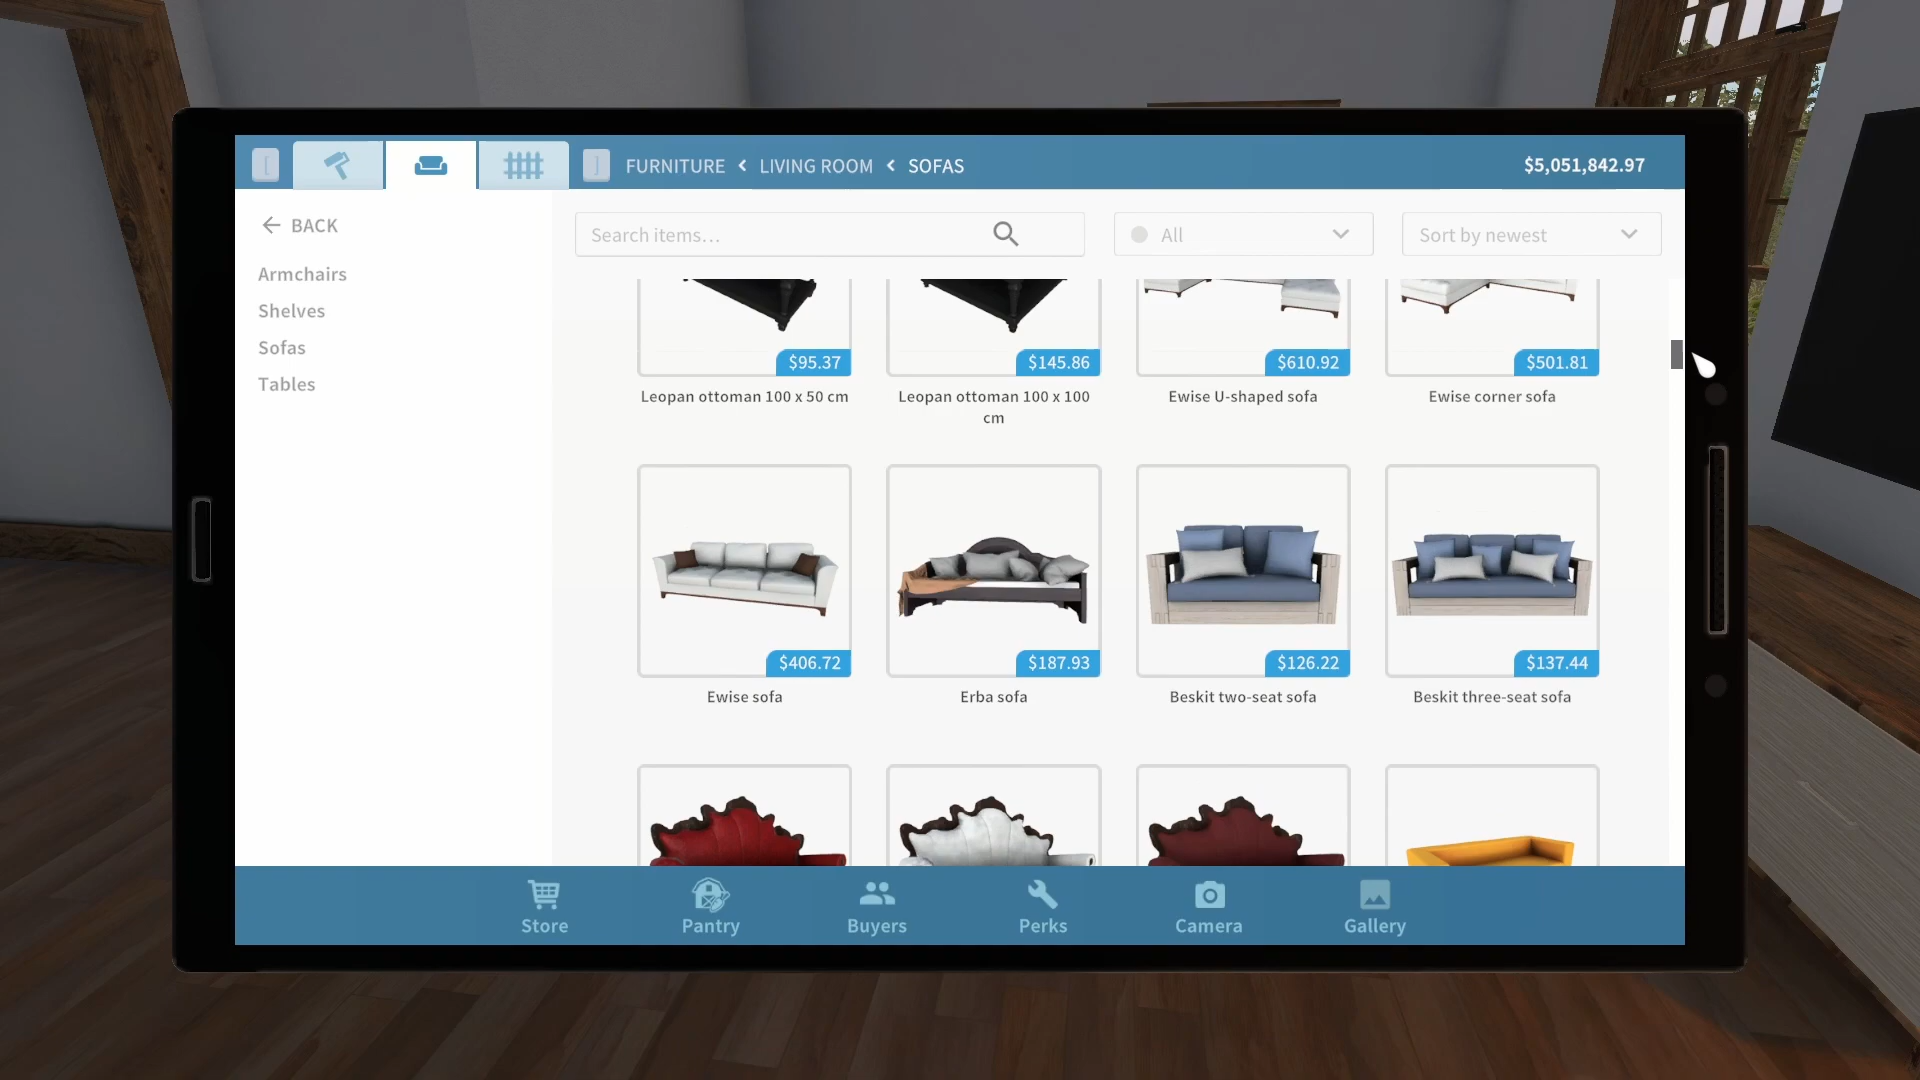 [
]
FURNITURE < LIVING ROOM < SOFAS
$5,051,842.97
BACK
Armchairs
Shelves
Sofas
Tables
Search items...
All
Sort by newest
$95.37
$145.86
$610.92
$501.81
Leopan ottoman 100 x 50 cm
Leopan ottoman 100 x 100
cm
Ewise U-shaped sofa
Ewise corner sofa
$406.72
$187.93
$126.22
$137.44
Ewise sofa
Erba sofa
Beskit two-seat sofa
Beskit three-seat sofa
Store
Pantry
Buyers
Perks
Camera
Gallery